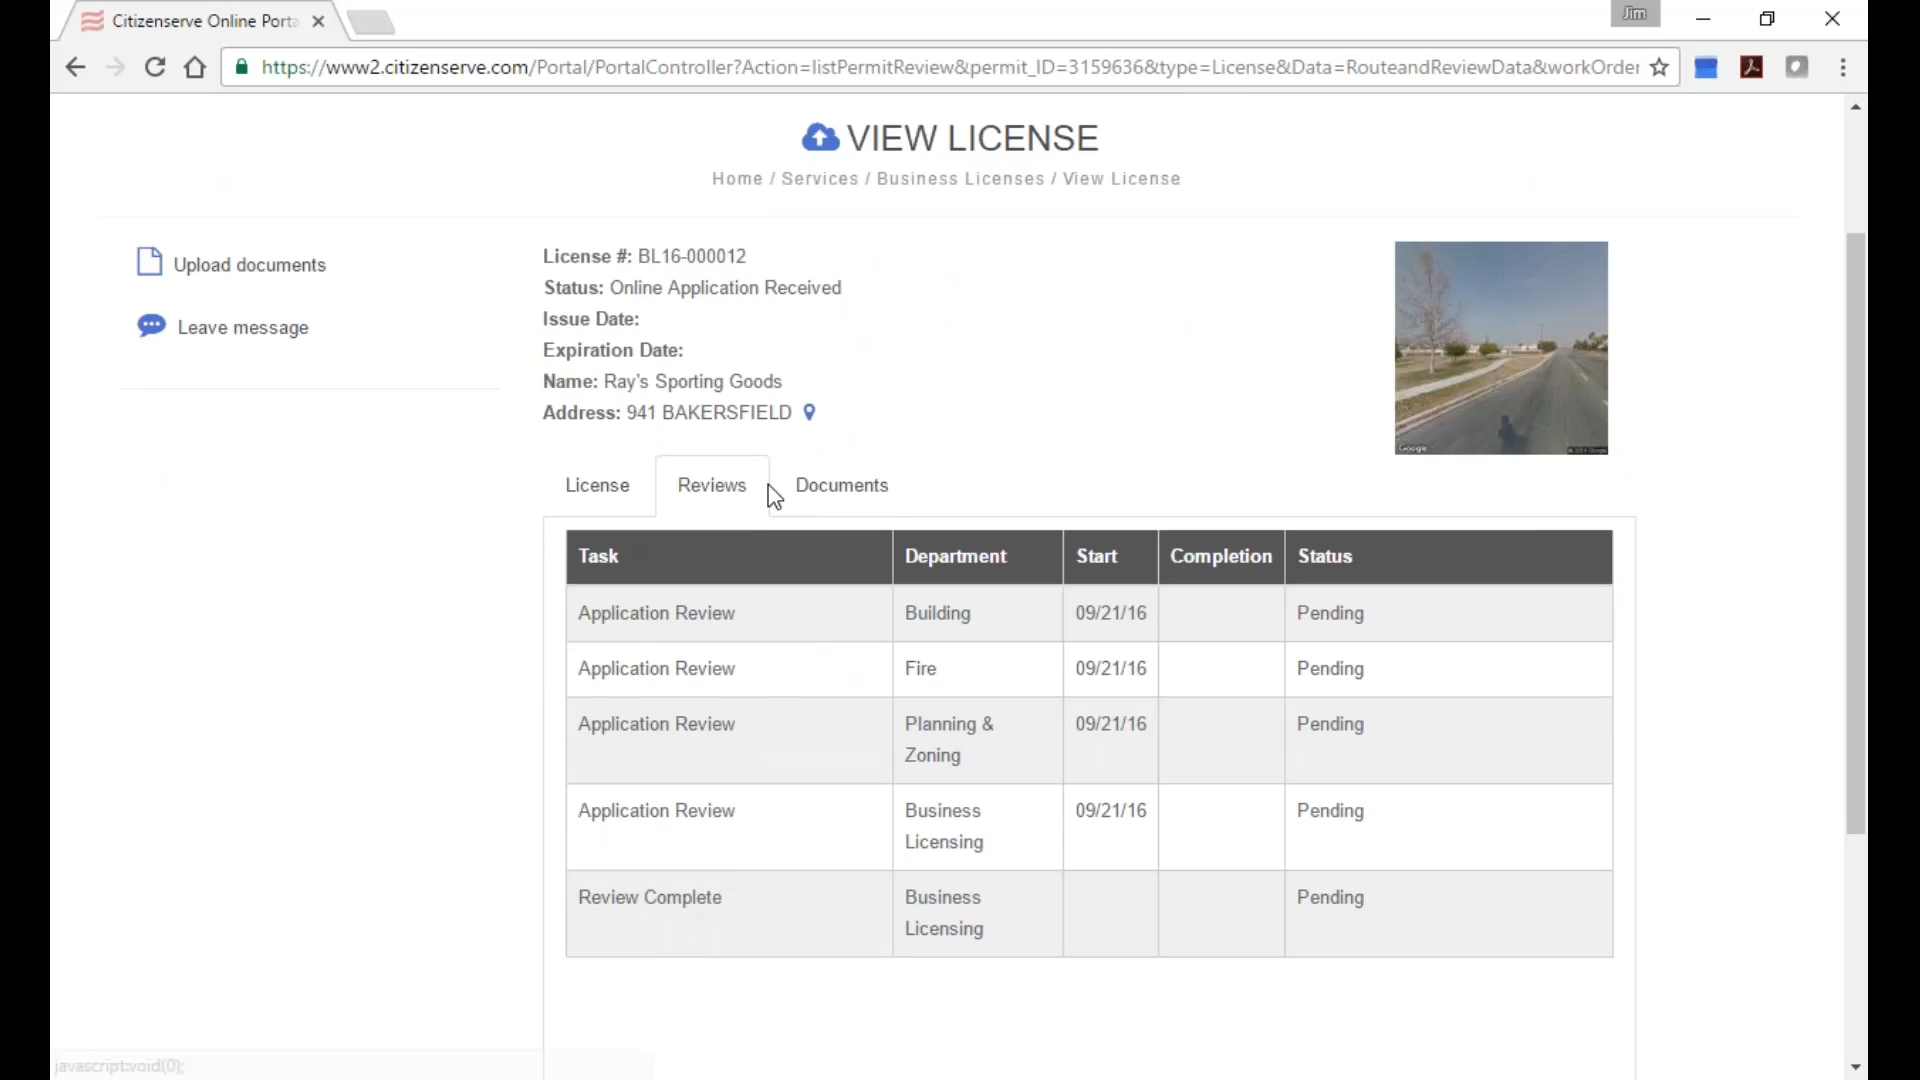 Citizenserve Online Porta
Jim
https://www2.citizenserve.com/Portal/PortalController?Action=listPermitReview&permit_ID=3159636&type=License&Data=RouteandReviewData&workOrder
VIEW LICENSE
Home / Services / Business Licenses / View License
Upload documents
Leave message
License #: BL16-000012
Status: Online Application Received
Issue Date:
Expiration Date:
Name: Ray's Sporting Goods
Address: 941 BAKERSFIELD
Google
License Reviews Documents
Task Department Start Completion Status
Application Review Building 09/21/16 Pending
Application Review Fire 09/21/16 Pending
Application Review Planning & 09/21/16 Pending
Zoning
Application Review Business 09/21/16 Pending
Licensing
Review Complete Business Pending
Licensing
javascript:void(0);